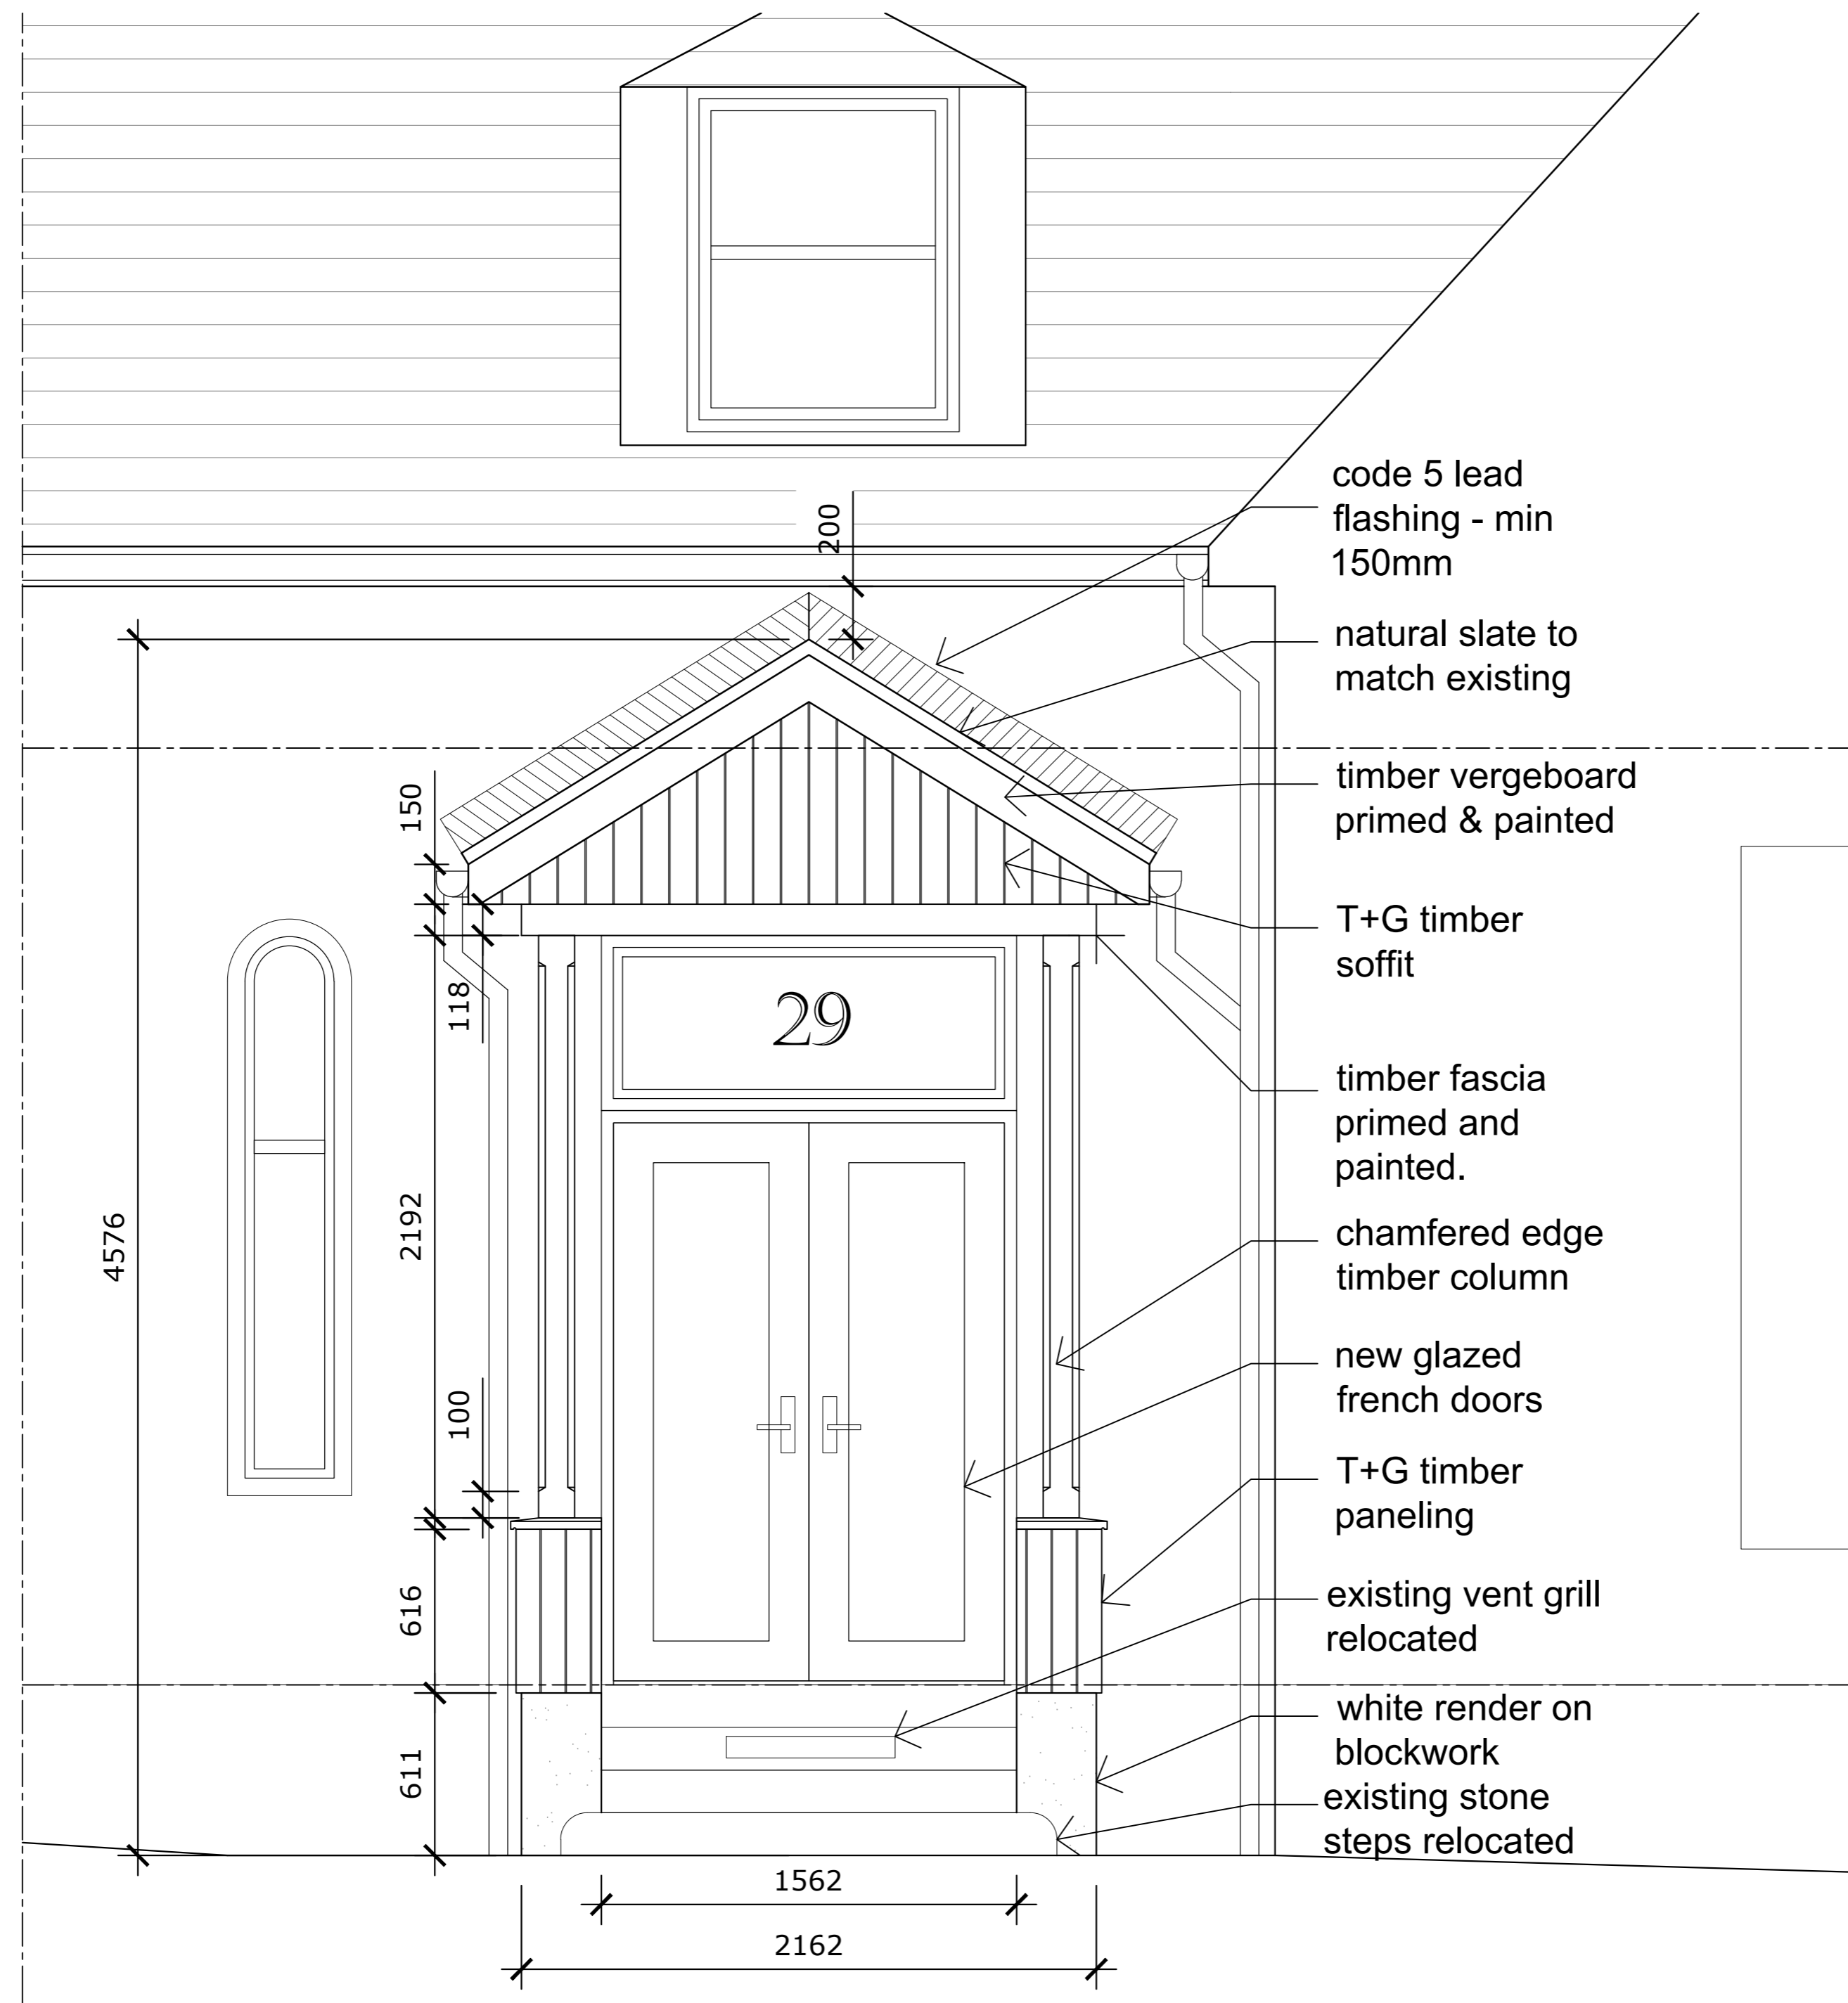 code 5 lead
flashing - min
150mm
200
natural slate to
match existing
timber vergeboard
primed & painted
150
T+G timber
soffit
118
29
timber fascia
primed and
painted.
4576
2192
chamfered edge
timber column
new glazed
french doors
100
T+G timber
paneling
616
existing vent grill
relocated
white render on
blockwork
611
existing stone
steps relocated
1562
2162